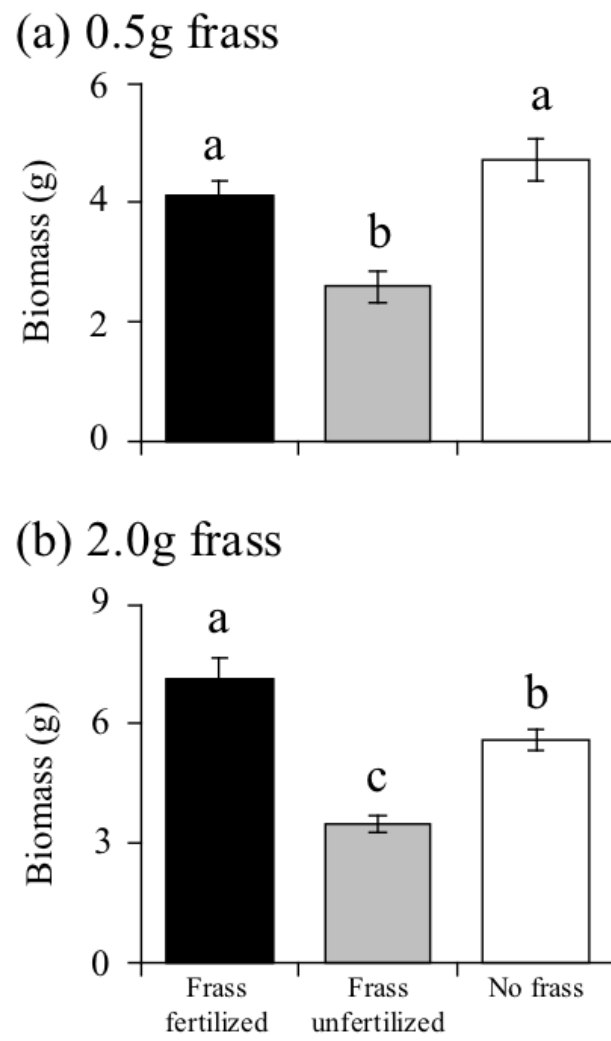 (a) 0.5g frass
6
4
2
0
Biomass (g)
a
b
a
(b) 2.0g frass
9
6
3
0
Biomass (g)
a
c
b
Frass fertilized
Frass unfertilized
No frass